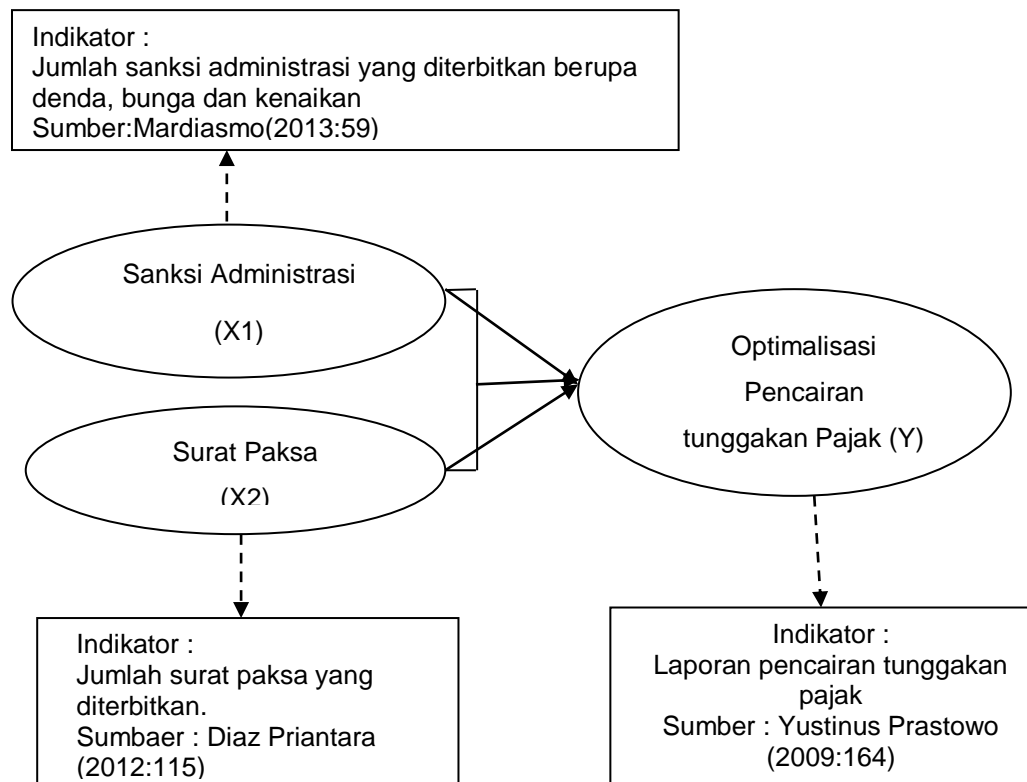 Indikator :
Jumlah sanksi administrasi yang diterbitkan berupa
denda, bunga dan kenaikan
Sumber:Mardiasmo(2013:59)
Sanksi Administrasi
(X1)
Optimalisasi
Pencairan
tunggakan Pajak (Y)
Surat Paksa
(X2)
Indikator :
Jumlah surat paksa yang
diterbitkan.
Sumbaer : Diaz Priantara
(2012:115)
Indikator :
Laporan pencairan tunggakan
pajak
Sumber : Yustinus Prastowo
(2009:164)